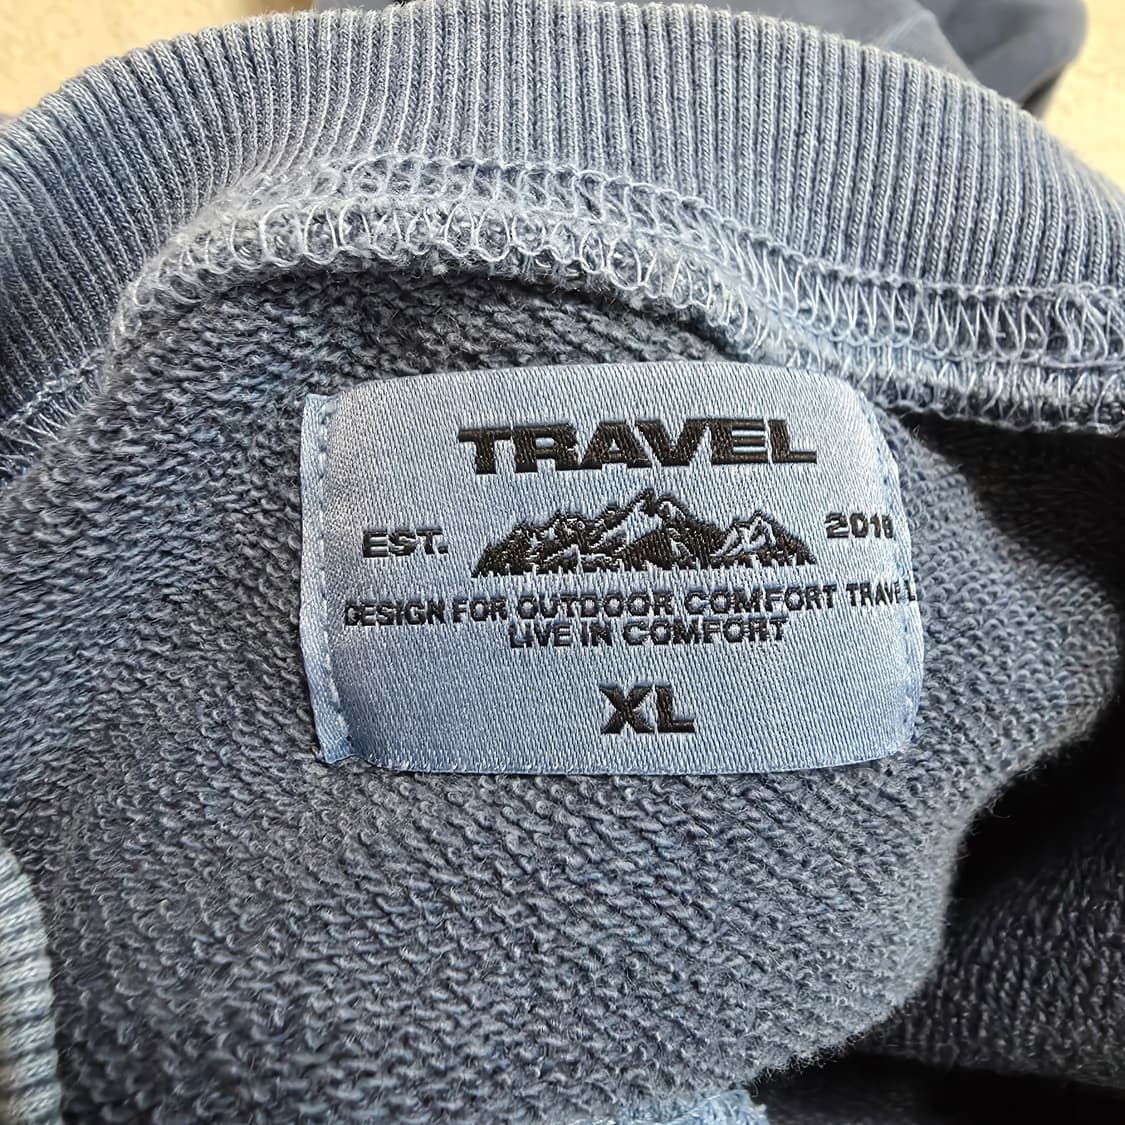 TRAVEL
EST. 2018
DESIGN FOR OUTDOOR COMFORT TRAVEL
LIVE IN COMFORT
XL